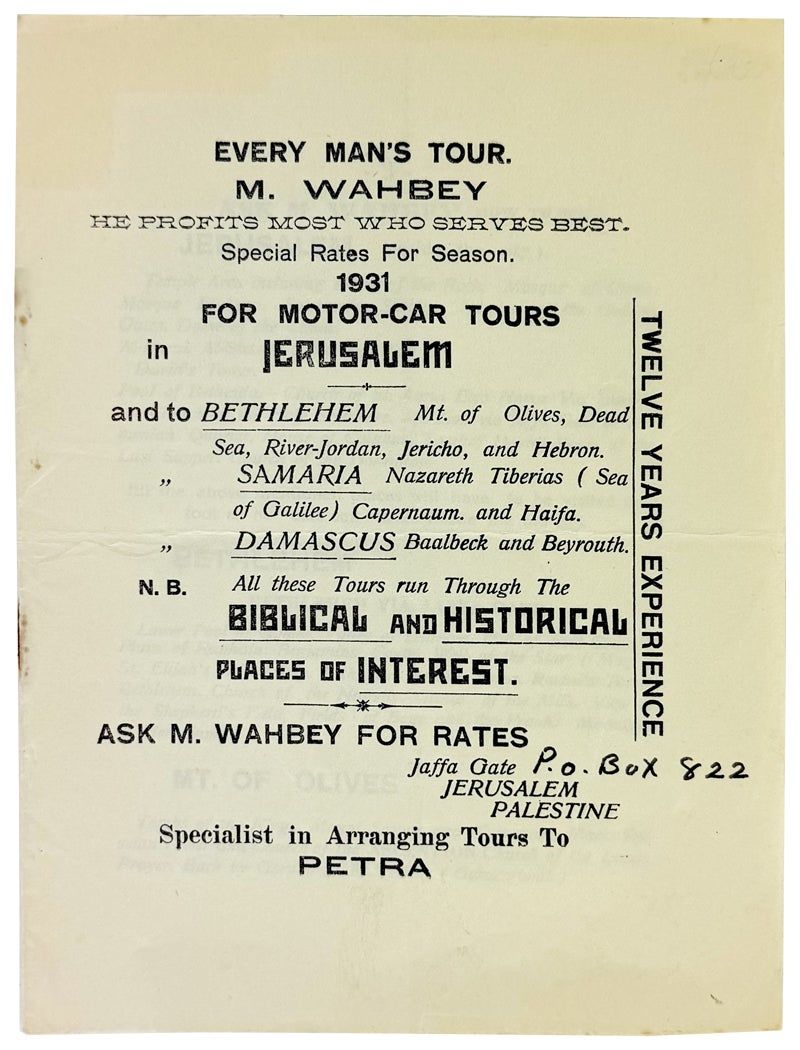 EVERY MAN'S TOUR.
M. WAHBEY
HE PROFITS MOST WHO SERVES BEST.
Special Rates For Season.
1931
FOR MOTOR-CAR TOURS
in JERUSALEM
and to BETHLEHEM Mt. of Olives, Dead
Sea, River-Jordan, Jericho, and Hebron.
„ SAMARIA Nazareth Tiberias ( Sea
of Galilee) Capernaum. and Haifa.
„ DAMASCUS Baalbeck and Beyrouth.
N. B. All these Tours run Through The
BIBLICAL AND HISTORICAL
PLACES OF INTEREST.
TWELVE YEARS EXPERIENCE
ASK M. WAHBEY FOR RATES
Jaffa Gate P.O. Box 822
JERUSALEM
PALESTINE
Specialist in Arranging Tours To
PETRA